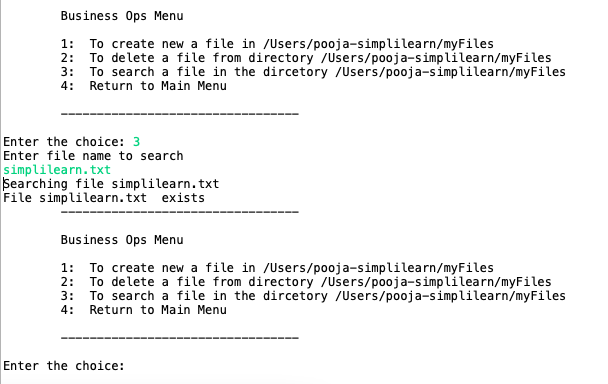 Business Ops Menu
1:  To create new a file in /Users/pooja-simplilearn/myFiles
2:  To delete a file from directory /Users/pooja-simplilearn/myFiles
3:  To search a file in the dircetory /Users/pooja-simplilearn/myFiles
4:  Return to Main Menu
---------------------------------
Enter the choice: 3
Enter file name to search
simplilearn.txt
Searching file simplilearn.txt
File simplilearn.txt  exists
---------------------------------
Business Ops Menu
1:  To create new a file in /Users/pooja-simplilearn/myFiles
2:  To delete a file from directory /Users/pooja-simplilearn/myFiles
3:  To search a file in the dircetory /Users/pooja-simplilearn/myFiles
4:  Return to Main Menu
---------------------------------
Enter the choice: